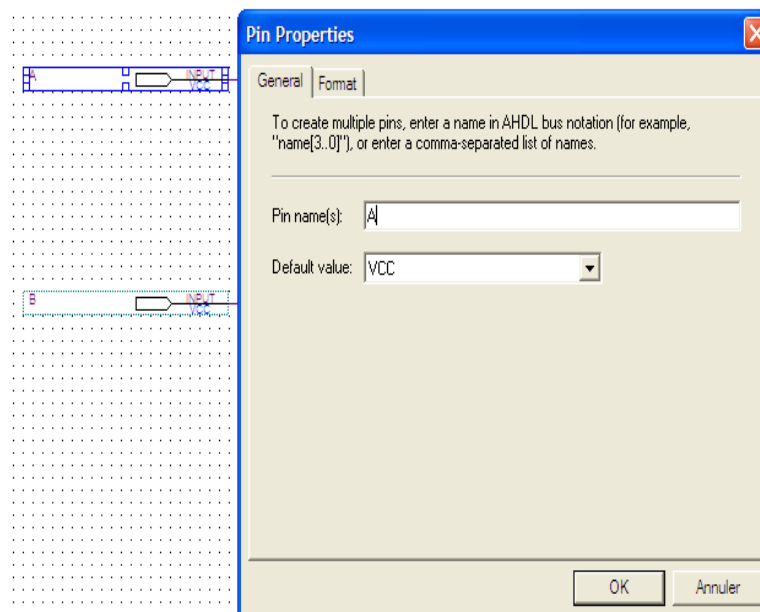 A
INPUT
VCC
B
INPUT
VCC
Pin Properties
General
Format
To create multiple pins, enter a name in AHDL bus notation (for example,
"name[3..0]"), or enter a comma-separated list of names.
Pin name(s):
A
Default value:
VCC
OK
Annuler